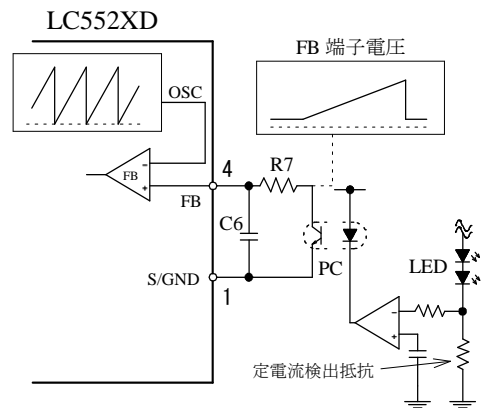 LC552XD
FB 端子電圧
OSC
FB
-
+
4
FB
R7
C6
S/GND
1
PC
LED
-
+
定電流検出抵抗